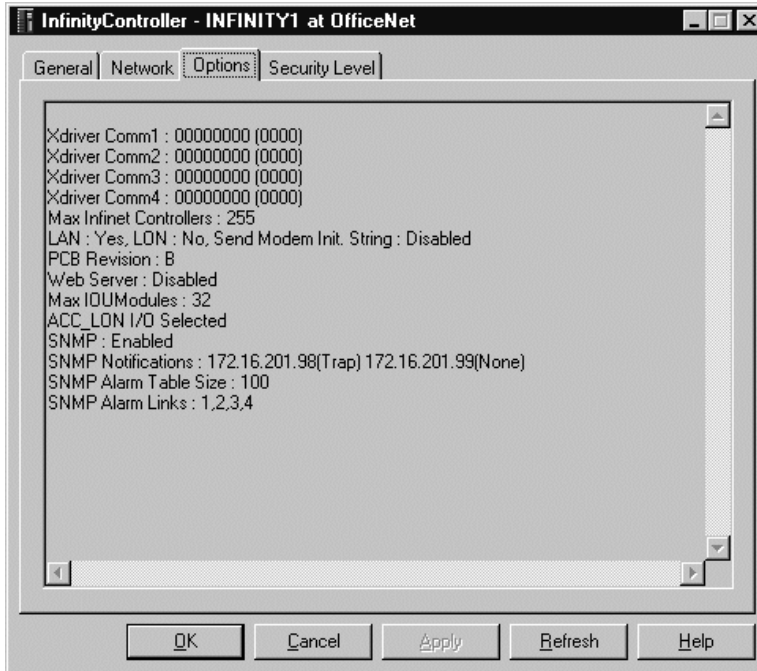 InfinityController - INFINITY1 at OfficeNet
General Network Options Security Level
Xdriver Comm1 : 00000000 (0000)
Xdriver Comm2 : 00000000 (0000)
Xdriver Comm3 : 00000000 (0000)
Xdriver Comm4 : 00000000 (0000)
Max Infinet Controllers : 255
LAN : Yes, LON : No, Send Modem Init. String : Disabled
PCB Revision : B
Web Server : Disabled
Max IOUModules : 32
ACC_LON I/O Selected
SNMP : Enabled
SNMP Notifications : 172.16.201.98(Trap) 172.16.201.99(None)
SNMP Alarm Table Size : 100
SNMP Alarm Links : 1,2,3,4
OK Cancel Apply Refresh Help